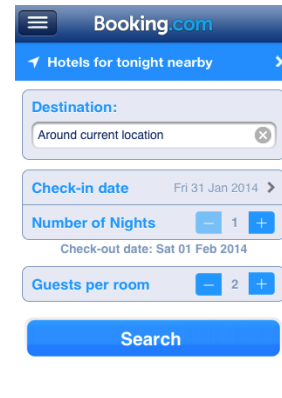 Booking.com
Hotels for tonight nearby
Destination:
Around current location
Check-in date Fri 31 Jan 2014
Number of Nights − 1 +
Check-out date: Sat 01 Feb 2014
Guests per room − 2 +
Search